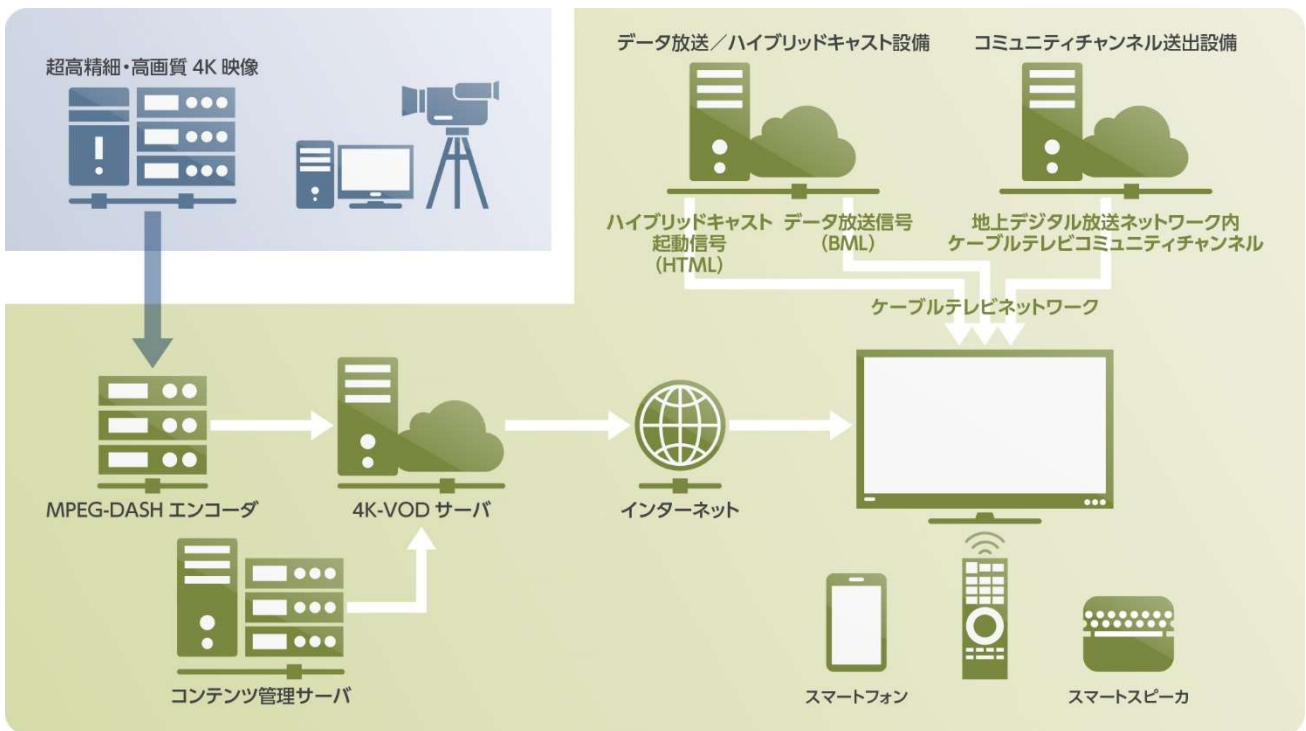 超高精細・高画質 4K 映像
データ放送／ハイブリッドキャスト設備
コミュニティチャンネル送出設備
ハイブリッドキャスト
起動信号
(HTML)
データ放送信号
(BML)
地上デジタル放送ネットワーク内
ケーブルテレビコミュニティチャンネル
ケーブルテレビネットワーク
MPEG-DASH エンコーダ
4K-VOD サーバ
インターネット
コンテンツ管理サーバ
スマートフォン
スマートスピーカ